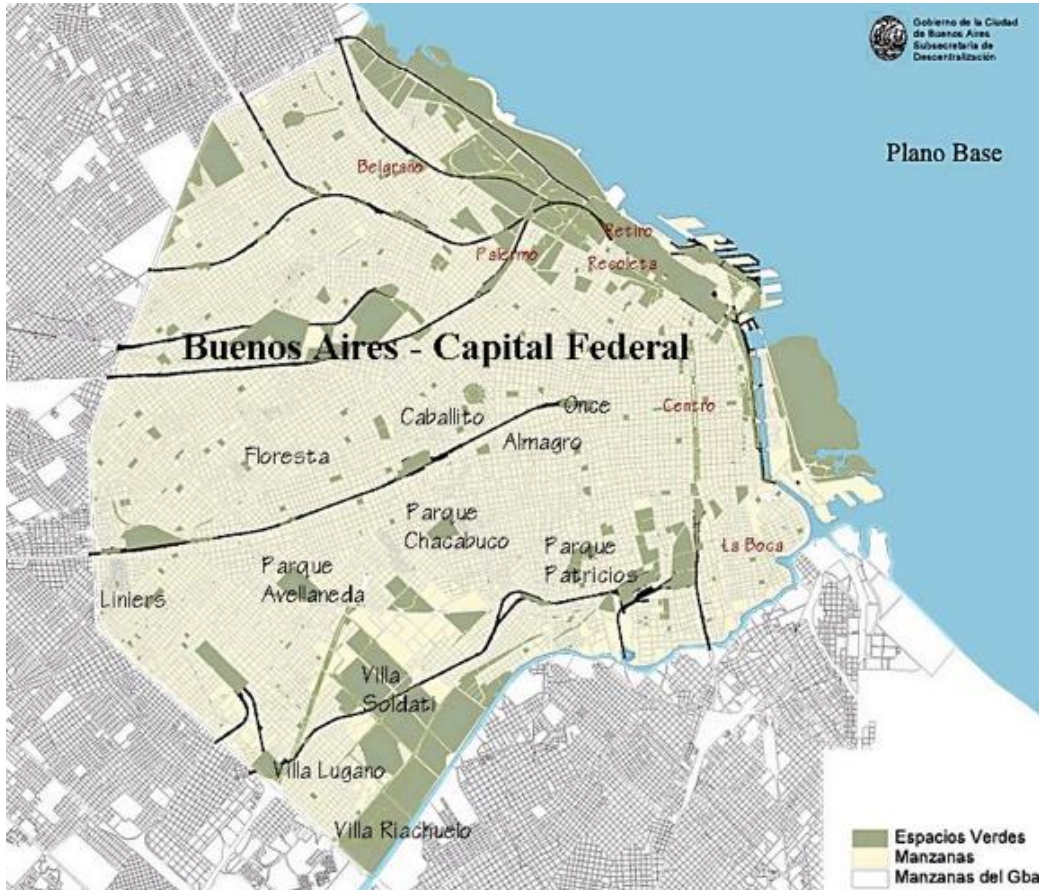 Gobierno de la Ciudad
de Buenos Aires
Subsecretaría de
Descentralización
Plano Base
Belgrano
Retiro
Palermo
Recoleta
Buenos Aires - Capital Federal
Centro
Once
Caballito
Almagro
Floresta
Parque
Chacabuco
Parque
Patricios
La Boca
Parque
Avellaneda
Liniers
Villa
Soldati
Villa Lugano
Villa Riachuelo
Espacios Verdes
Manzanas
Manzanas del Gba